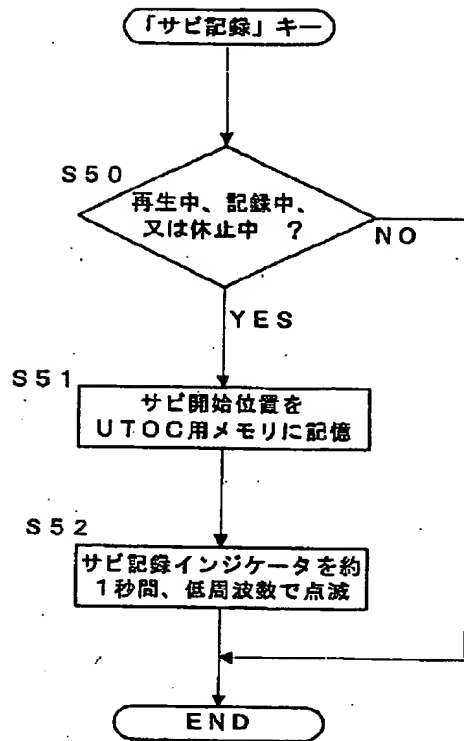 「サビ記録」キー
S50
再生中、記録中、
又は休止中 ?
NO
YES
S51
サビ開始位置を
UTOC用メモリに記憶
S52
サビ記録インジケータを約
1秒間、低周波数で点滅
END